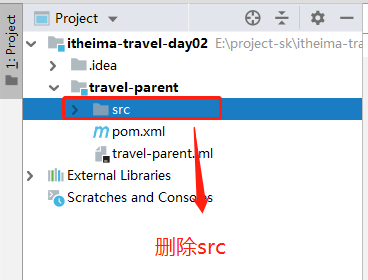 1: Project
Project
itheima-travel-day02 E:\project-sk\itheima-tra
.idea
travel-parent
src
pom.xml
travel-parent.iml
External Libraries
Scratches and Consoles
删除src